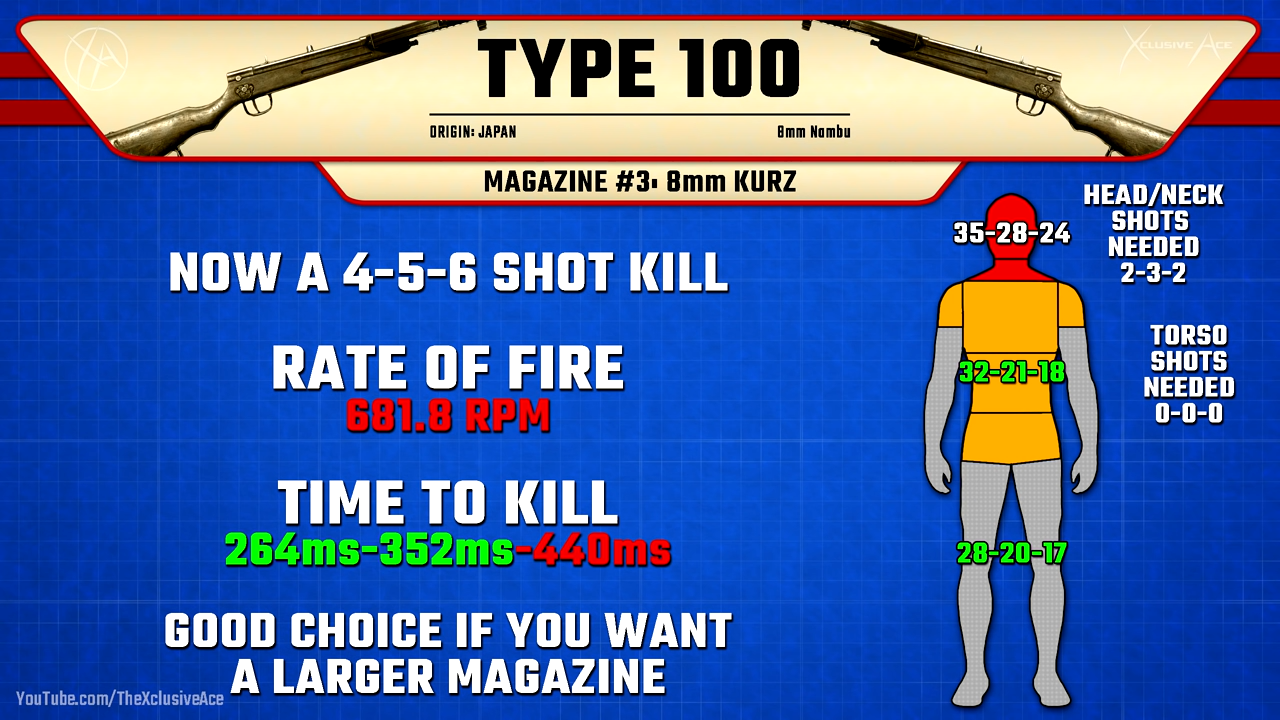 XCLUSIVE ACE
TYPE 100
ORIGIN: JAPAN
8mm Nambu
MAGAZINE #3: 8mm KURZ
HEAD/NECK
SHOTS
NEEDED
2-3-2
35-28-24
NOW A 4-5-6 SHOT KILL
RATE OF FIRE
681.8 RPM
TORSO
SHOTS
NEEDED
0-0-0
32-21-18
TIME TO KILL
264ms-352ms-440ms
28-20-17
GOOD CHOICE IF YOU WANT
A LARGER MAGAZINE
YouTube.com/TheXclusiveAce